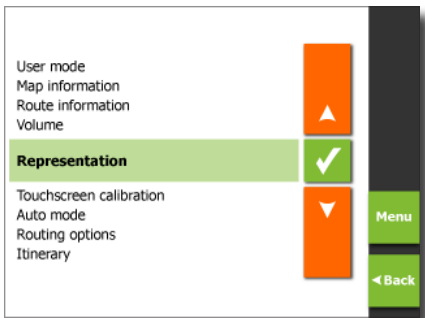 User mode
Map information
Route information
Volume
Representation
Touchscreen calibration
Auto mode
Routing options
Itinerary
Menu
Back